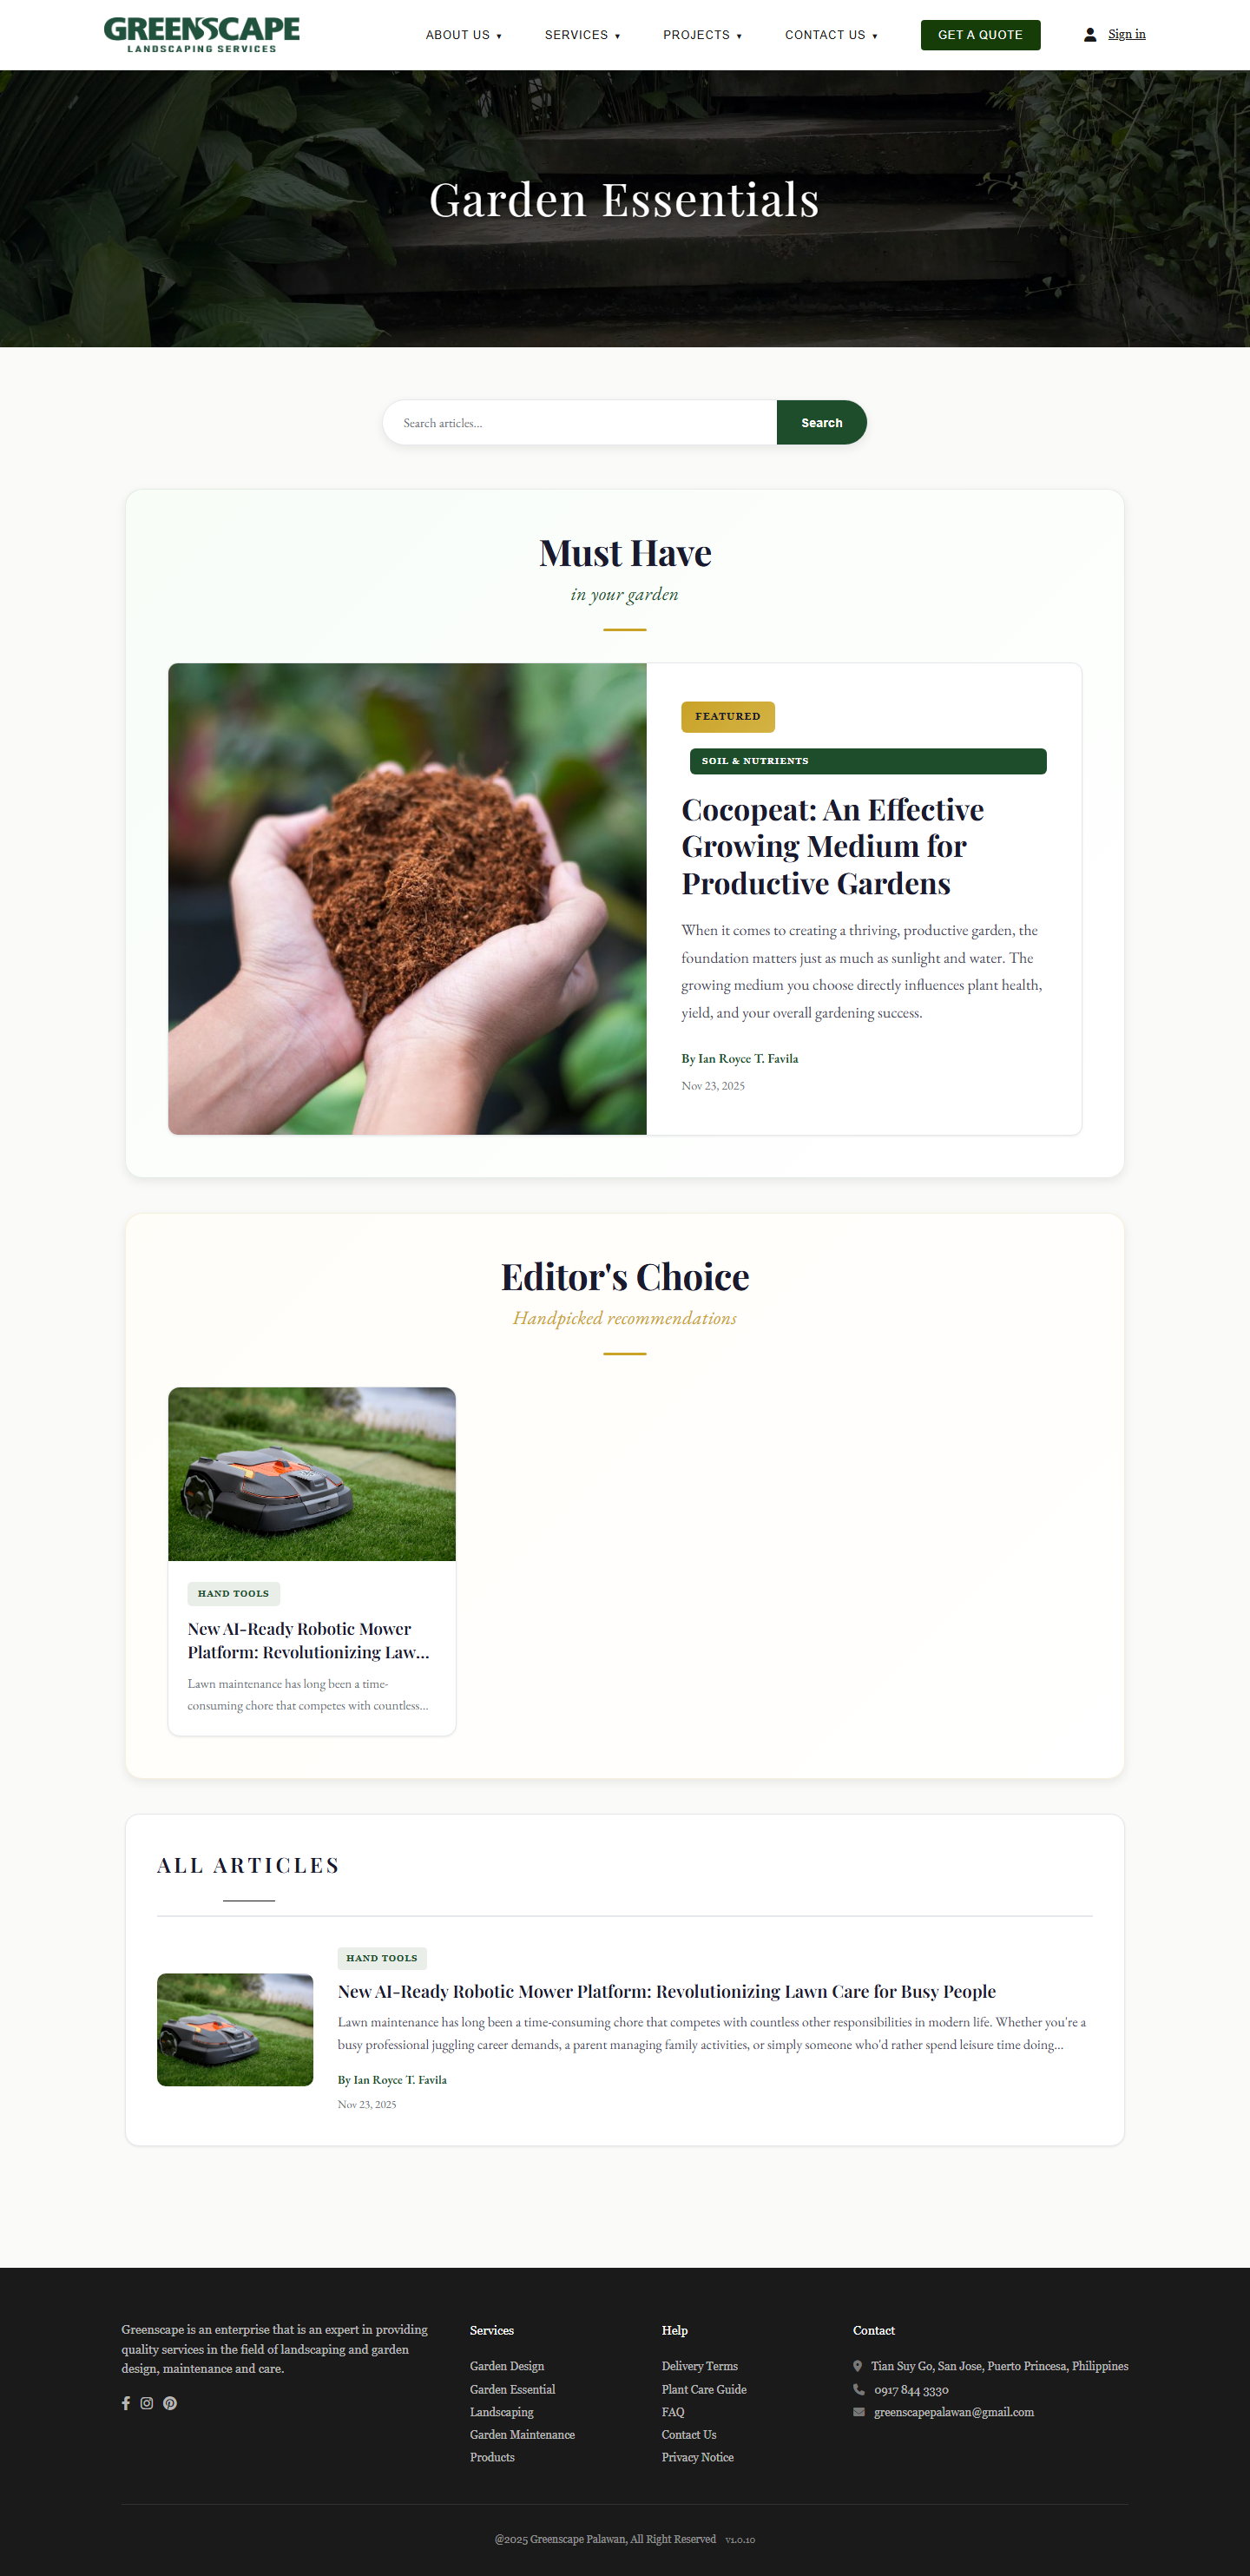 GREENSCAPE
LANDSCAPING SERVICES
ABOUT US ▾
SERVICES ▾
PROJECTS ▾
CONTACT US ▾
GET A QUOTE
Sign in
Garden Essentials
Search articles...
Search
Must Have
in your garden
FEATURED
SOIL & NUTRIENTS
Cocopeat: An Effective
Growing Medium for
Productive Gardens
When it comes to creating a thriving, productive garden, the
foundation matters just as much as sunlight and water. The
growing medium you choose directly influences plant health,
yield, and your overall gardening success.
By Ian Royce T. Favila
Nov 23, 2025
Editor's Choice
Handpicked recommendations
HAND TOOLS
New AI-Ready Robotic Mower
Platform: Revolutionizing Law...
Lawn maintenance has long been a time-
consuming chore that competes with countless...
ALL ARTICLES
HAND TOOLS
New AI-Ready Robotic Mower Platform: Revolutionizing Lawn Care for Busy People
Lawn maintenance has long been a time-consuming chore that competes with countless other responsibilities in modern life. Whether you're a
busy professional juggling career demands, a parent managing family activities, or simply someone who'd rather spend leisure time doing...
By Ian Royce T. Favila
Nov 23, 2025
Greenscape is an enterprise that is an expert in providing
quality services in the field of landscaping and garden
design, maintenance and care.
Services
Garden Design
Garden Essential
Landscaping
Garden Maintenance
Products
Help
Delivery Terms
Plant Care Guide
FAQ
Contact Us
Privacy Notice
Contact
Tian Suy Go, San Jose, Puerto Princesa, Philippines
0917 844 3330
greenscapepalawan@gmail.com
@2025 Greenscape Palawan, All Right Reserved v1.0.10